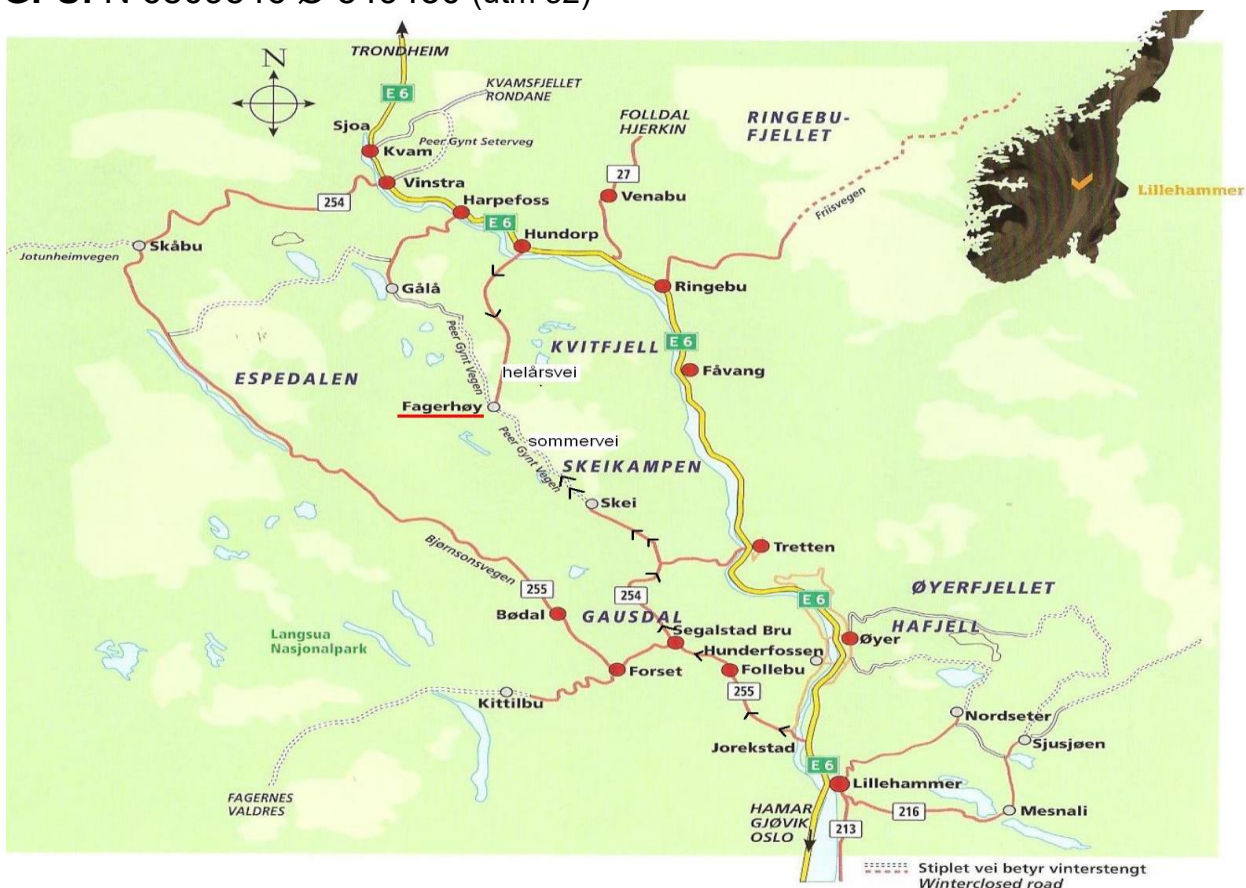 TRONDHEIM
N
KVAMSFJELLET
RONDANE
E 6
FOLLDAL
HJERKIN
RINGEBU-
FJELLET
Sjoa
Peer Gynt Seterveg
Kvam
27
Vinstra
Venabu
Lillehammer
254
Harpefoss
Friisvegen
E 6
Hundorp
Skåbu
Jotunheimvegen
Gålå
Ringebu
Peer Gynt Vegen
KVITFJELL
E 6
Fåvang
helårsvei
ESPEDALEN
Fagerhøy
sommervei
Peer Gynt Vegen
SKEIKAMPEN
Skei
Bjørnsonsvegen
Tretten
255
254
E 6
ØYERFJELLET
Bødal
GAUSDAL
HAFJELL
Langsua
Nasjonalpark
Segalstad Bru
Øyer
Hunderfossen
Forset
Follebu
255
Kittilbu
Nordseter
Jorekstad
Sjusjøen
E 6
Lillehammer
FAGERNES
VALDRES
HAMAR
GJØVIK
OSLO
216
Mesnali
213
Stiplet vei betyr vinterstengt
Winterclosed road